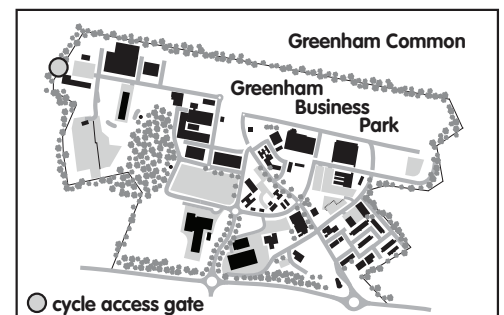 Greenham Common
Greenham
Business
Park
cycle access gate